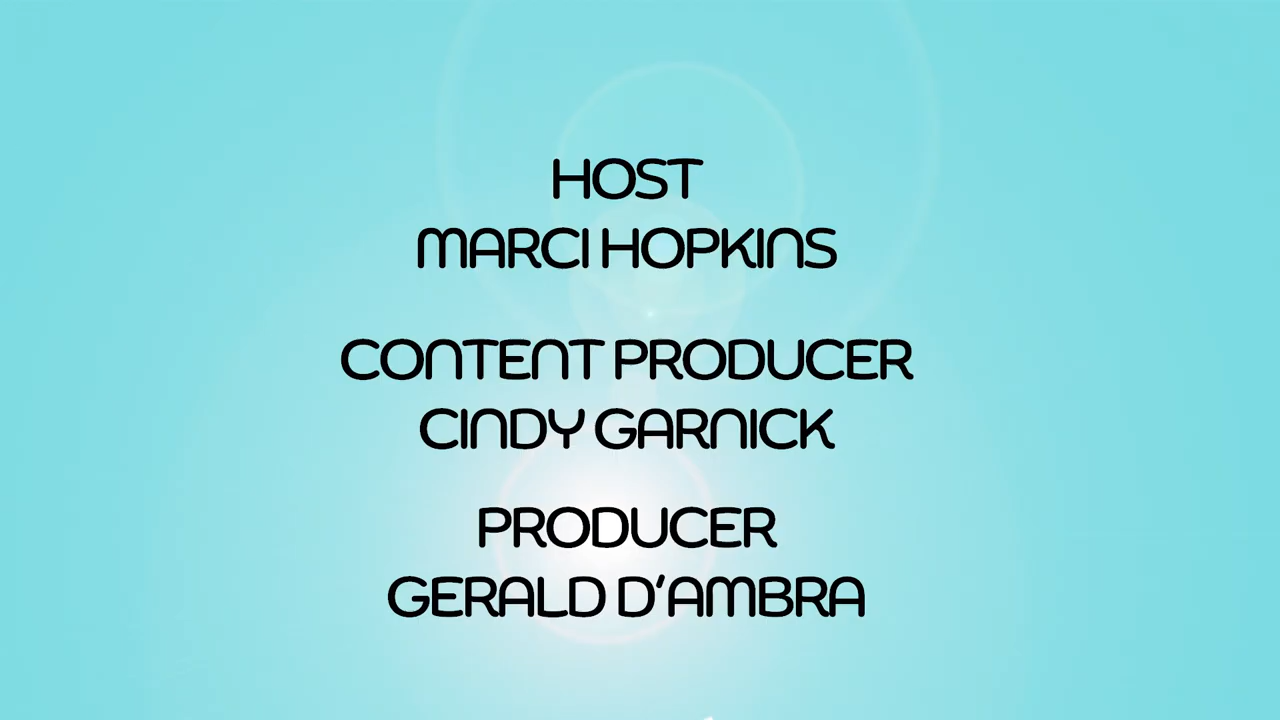 HOST
MARCI HOPKINS
CONTENT PRODUCER
CINDY GARNICK
PRODUCER
GERALD D'AMBRA